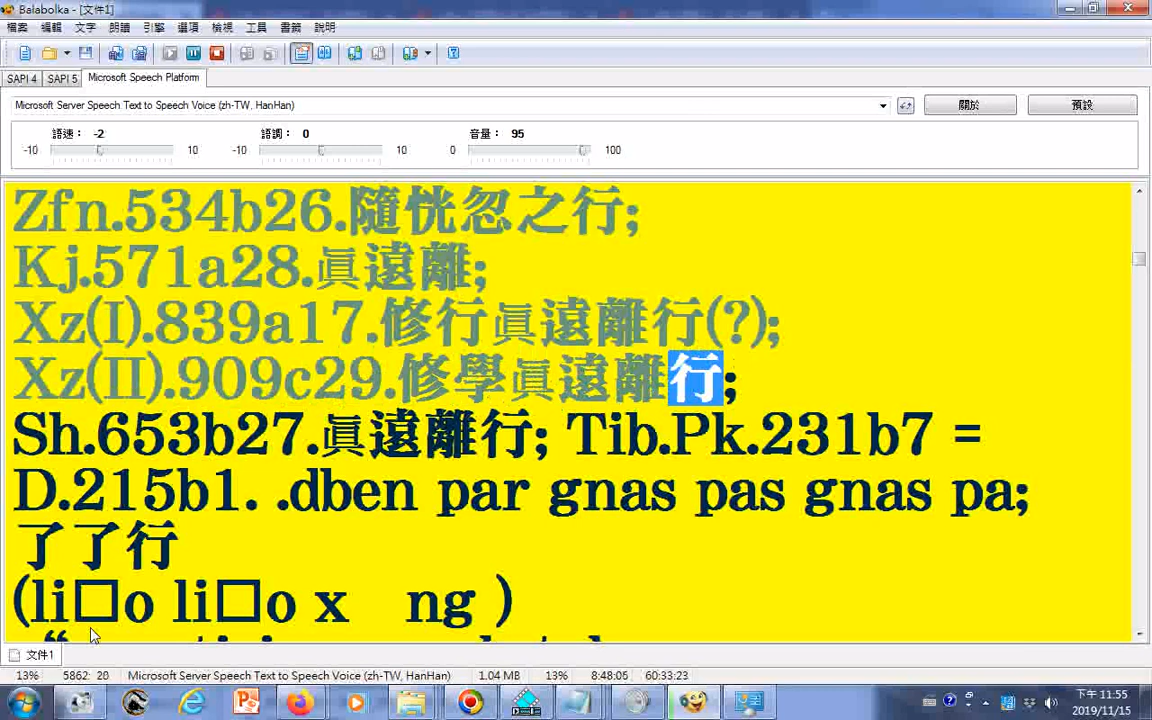 Balabolka - [文件1]
檔案 編輯 文字 朗讀 引擎 選項 檢視 工具 書籤 說明
SAPI 4 SAPI 5 Microsoft Speech Platform
Microsoft Server Speech Text to Speech Voice (zh-TW, HanHan) 關於 預設
語速： -2 語調： 0 音量： 95
-10 10 -10 10 0 100
Zfn.534b26.隨恍忽之行;
Kj.571a28.眞遠離;
Xz(I).839a17.修行眞遠離行(?);
Xz(II).909c29.修學眞遠離行;
Sh.653b27.眞遠離行; Tib.Pk.231b7 =
D.215b1. .dben par gnas pas gnas pa;
了了行
(li□o li□o x ng )
文件1
13% 5862: 20 Microsoft Server Speech Text to Speech Voice (zh-TW, HanHan) 1.04 MB 13% 8:48:05 60:33:23
下午 11:55
2019/11/15